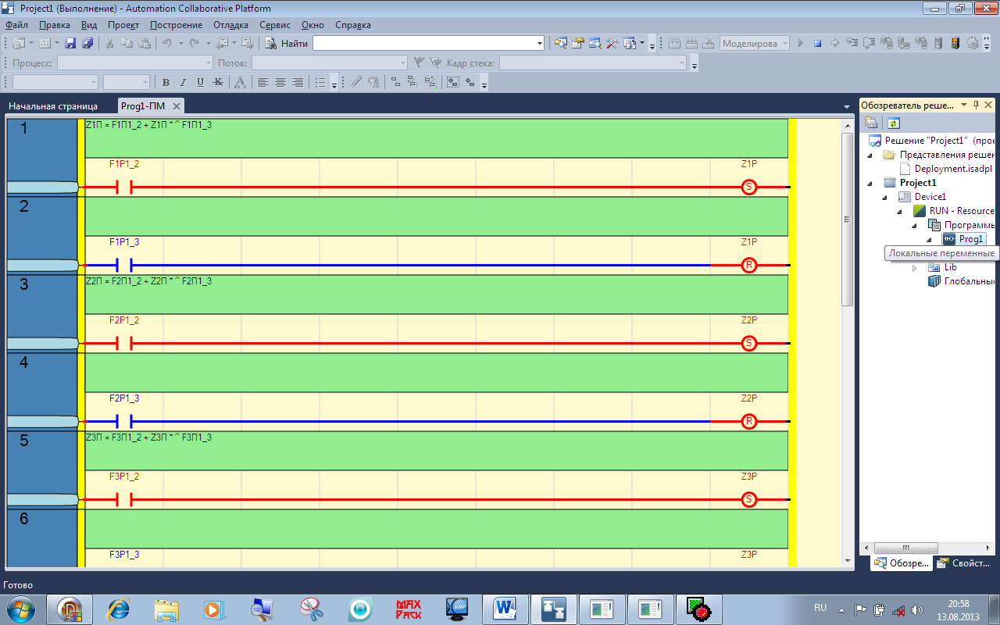 Project1 (Выполнение) - Automation Collaborative Platform
Файл Правка Вид Проект Построение Отладка Сервис Окно Справка
Найти Моделирова
Процесс: Поток: Кадр стека:
B I U K A
Начальная страница Prog1-ПМ
1
Z1П = F1П1_2 + Z1П * ^ F1П1_3
F1P1_2 Z1P
S
2
F1P1_3 Z1P
R
3
Z2П = F2П1_2 + Z2П * ^ F2П1_3
F2P1_2 Z2P
S
4
F2P1_3 Z2P
R
5
Z3П = F3П1_2 + Z3П * ^ F3П1_3
F3P1_2 Z3P
S
6
F3P1_3 Z3P
Обозреватель реше...
Решение "Project1" (прое
Представления решен
Deployment.isadpl
Project1
Device1
RUN - Resource
Программы
Prog1
Локальные переменные
Lib
Глобальные
Обозре... Свойст...
Готово
MAX
PACK
KMP
W
RU
20:58
13.08.2013